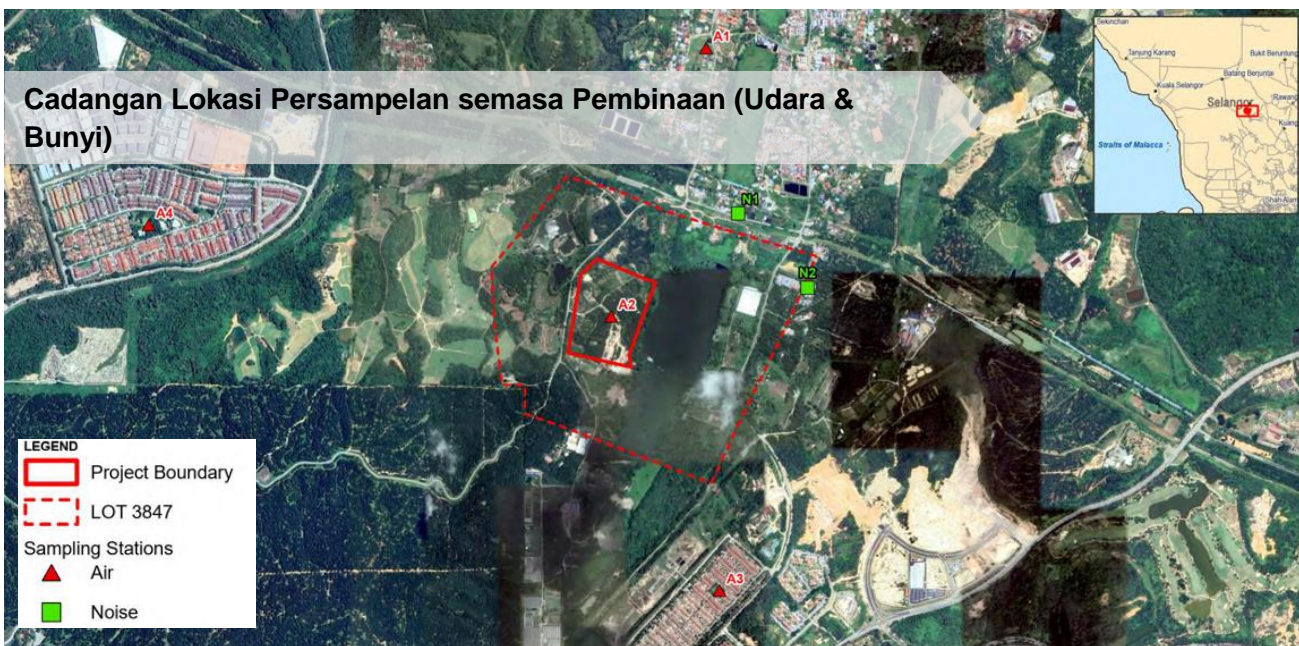 A1
Cadangan Lokasi Persampelan semasa Pembinaan (Udara &
Bunyi)
A4
N1
N2
A2
A3
Sekinchan
Tanjung Karang
Bukit Beruntung
Batang Berjuntai
Kuala Selangor
Rawang
Selangor
Kuang
Straits of Malacca
Shah Alam
LEGEND
Project Boundary
LOT 3847
Sampling Stations
Air
Noise